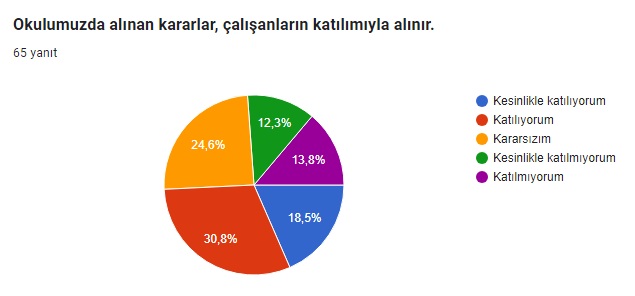 Okulumuzda alınan kararlar, çalışanların katılımıyla alınır.
65 yanıt
12,3%
24,6%
13,8%
18,5%
30,8%
Kesinlikle katılıyorum
Katılıyorum
Kararsızım
Kesinlikle katılmıyorum
Katılmıyorum